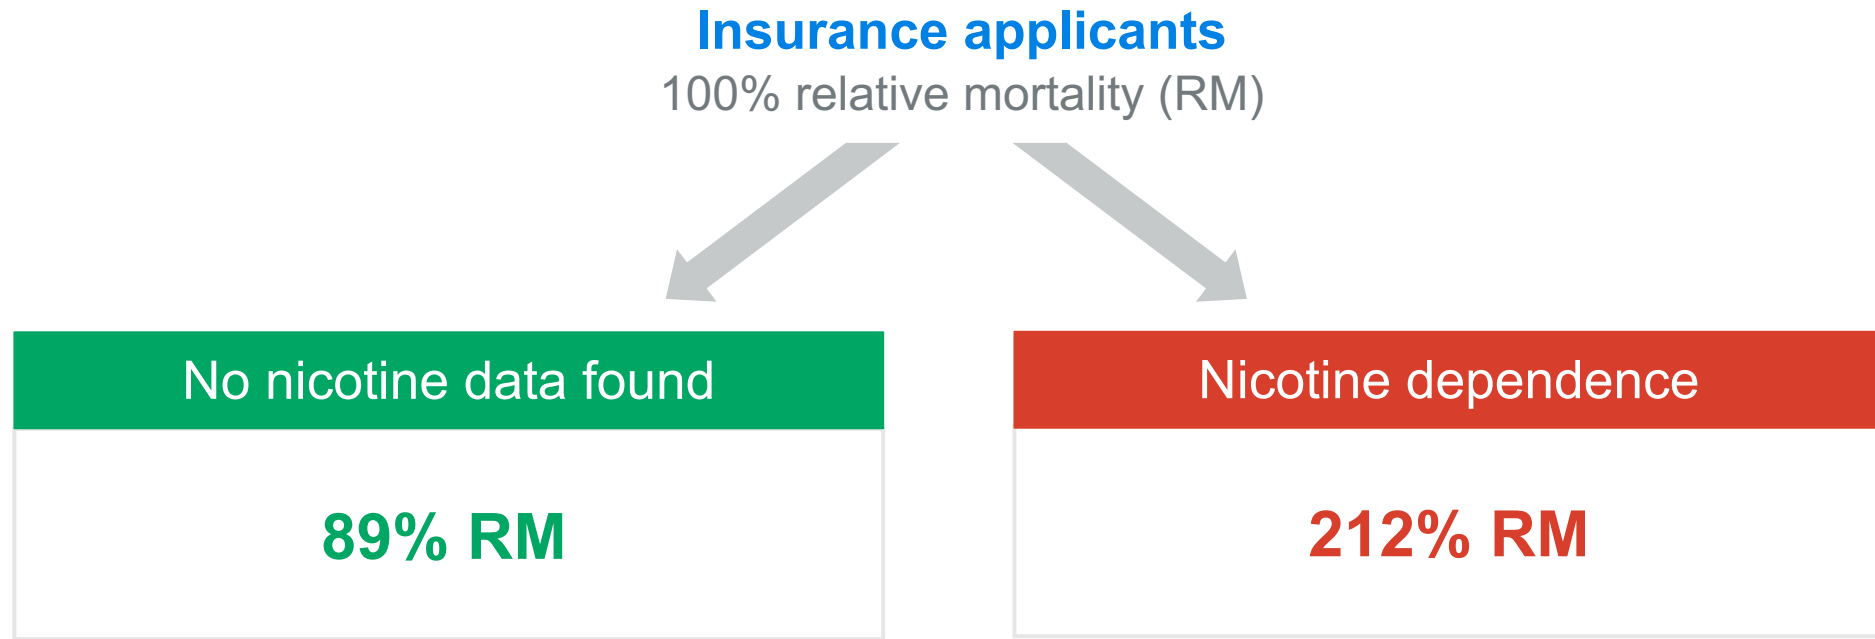 Insurance applicants
100% relative mortality (RM)
No nicotine data found
Nicotine dependence
89% RM
212% RM